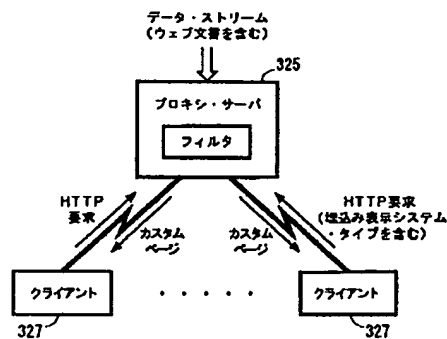 データ・ストリーム
(ウェブ文書を含む)
325
プロキシ・サーバ
フィルタ
HTTP
要求
カスタム
ページ
カスタム
ページ
HTTP要求
(埋込み表示システム
・タイプを含む)
クライアント
・・・・・
クライアント
327
327